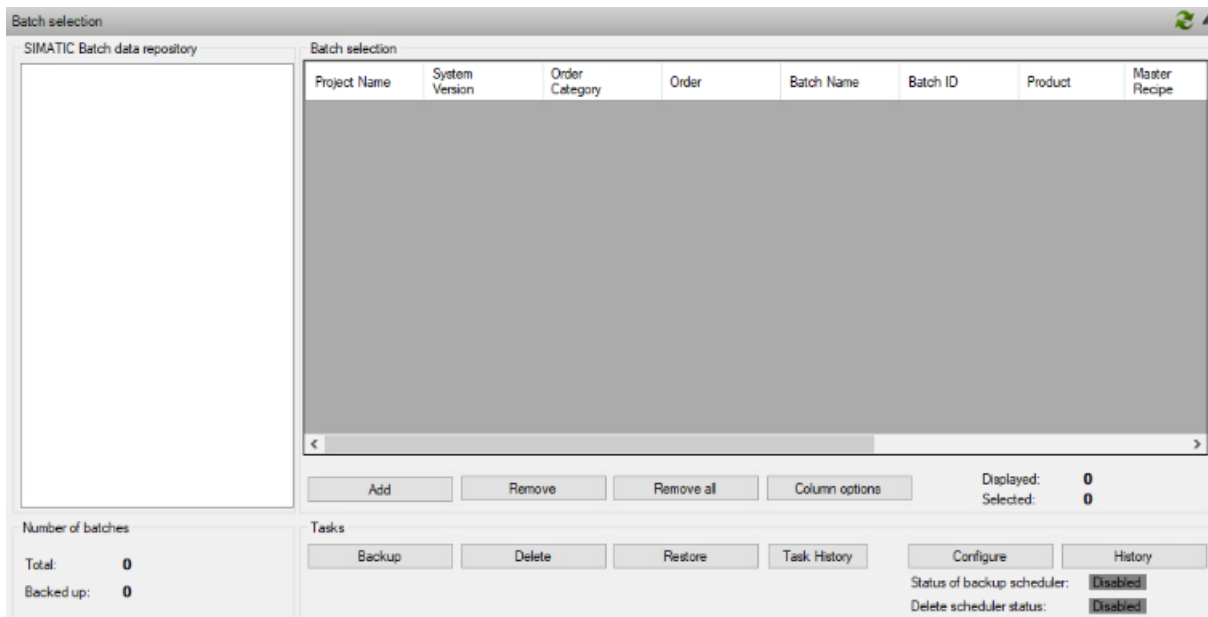 Batch selection
SIMATIC Batch data repository
Batch selection
Project Name
System
Version
Order
Category
Order
Batch Name
Batch ID
Product
Master
Recipe
Add
Remove
Remove all
Column options
Displayed: 0
Selected: 0
Number of batches
Total: 0
Backed up: 0
Tasks
Backup
Delete
Restore
Task History
Configure
History
Status of backup scheduler: Disabled
Delete scheduler status: Disabled